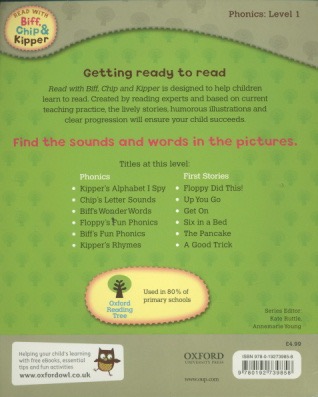 READ WITH
Biff,
Chip &
Kipper
Phonics: Level 1
Getting ready to read
Read with Biff, Chip and Kipper is designed to help children
learn to read. Created by reading experts and based on current
teaching practice, the lively stories, humorous illustrations and
clear progression will ensure your child succeeds.
Find the sounds and words in the pictures.
Titles at this level:
Phonics
• Kipper's Alphabet I Spy
• Chip's Letter Sounds
• Biff's Wonder Words
• Floppy's Fun Phonics
• Biff's Fun Phonics
• Kipper's Rhymes
First Stories
• Floppy Did This!
• Up You Go
• Get On
• Six in a Bed
• The Pancake
• A Good Trick
Oxford
Reading
Tree
Used in 80% of
primary schools
Series Editors:
Kate Ruttle,
Annemarie Young
£4.99
Helping your child's learning
with free eBooks, essential
tips and fun activities
www.oxfordowl.co.uk
OXFORD
UNIVERSITY PRESS
www.oup.com